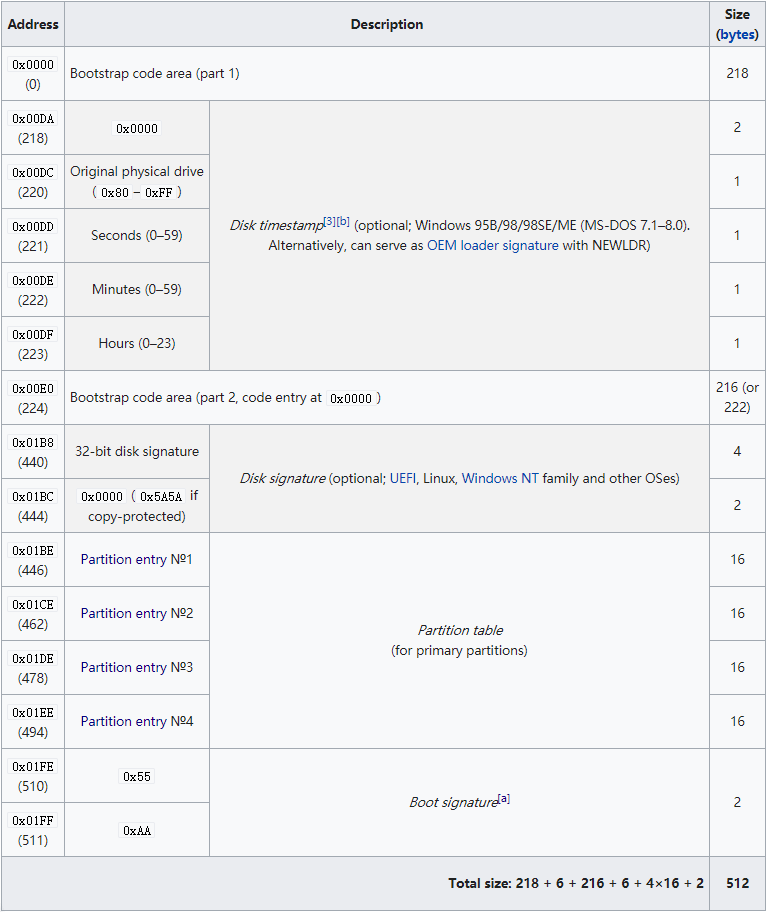 Address
Description
Size
(bytes)
0x0000
(0)
Bootstrap code area (part 1)
218
0x00DA
(218)
0x0000
2
0x00DC
(220)
Original physical drive
( 0x80 – 0xFF )
1
0x00DD
(221)
Seconds (0–59)
1
0x00DE
(222)
Minutes (0–59)
1
0x00DF
(223)
Hours (0–23)
1
Disk timestamp[3][b] (optional; Windows 95B/98/98SE/ME (MS-DOS 7.1–8.0).
Alternatively, can serve as OEM loader signature with NEWLDR)
0x00E0
(224)
Bootstrap code area (part 2, code entry at 0x0000 )
216 (or
222)
0x01B8
(440)
32-bit disk signature
4
Disk signature (optional; UEFI, Linux, Windows NT family and other OSes)
0x01BC
(444)
0x0000 ( 0x5A5A if
copy-protected)
2
0x01BE
(446)
Partition entry №1
16
0x01CE
(462)
Partition entry №2
16
Partition table
(for primary partitions)
0x01DE
(478)
Partition entry №3
16
0x01EE
(494)
Partition entry №4
16
0x01FE
(510)
0x55
Boot signature[a]
2
0x01FF
(511)
0xAA
Total size: 218 + 6 + 216 + 6 + 4×16 + 2
512